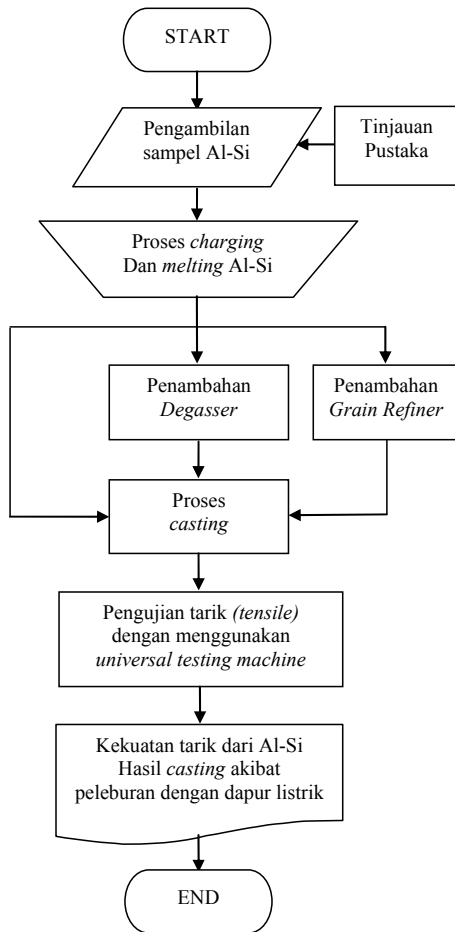 START
Pengambilan
sampel Al-Si
Tinjauan
Pustaka
Proses charging
Dan melting Al-Si
Penambahan
Degasser
Penambahan
Grain Refiner
Proses
casting
Pengujian tarik (tensile)
dengan menggunakan
universal testing machine
Kekuatan tarik dari Al-Si
Hasil casting akibat
peleburan dengan dapur listrik
END